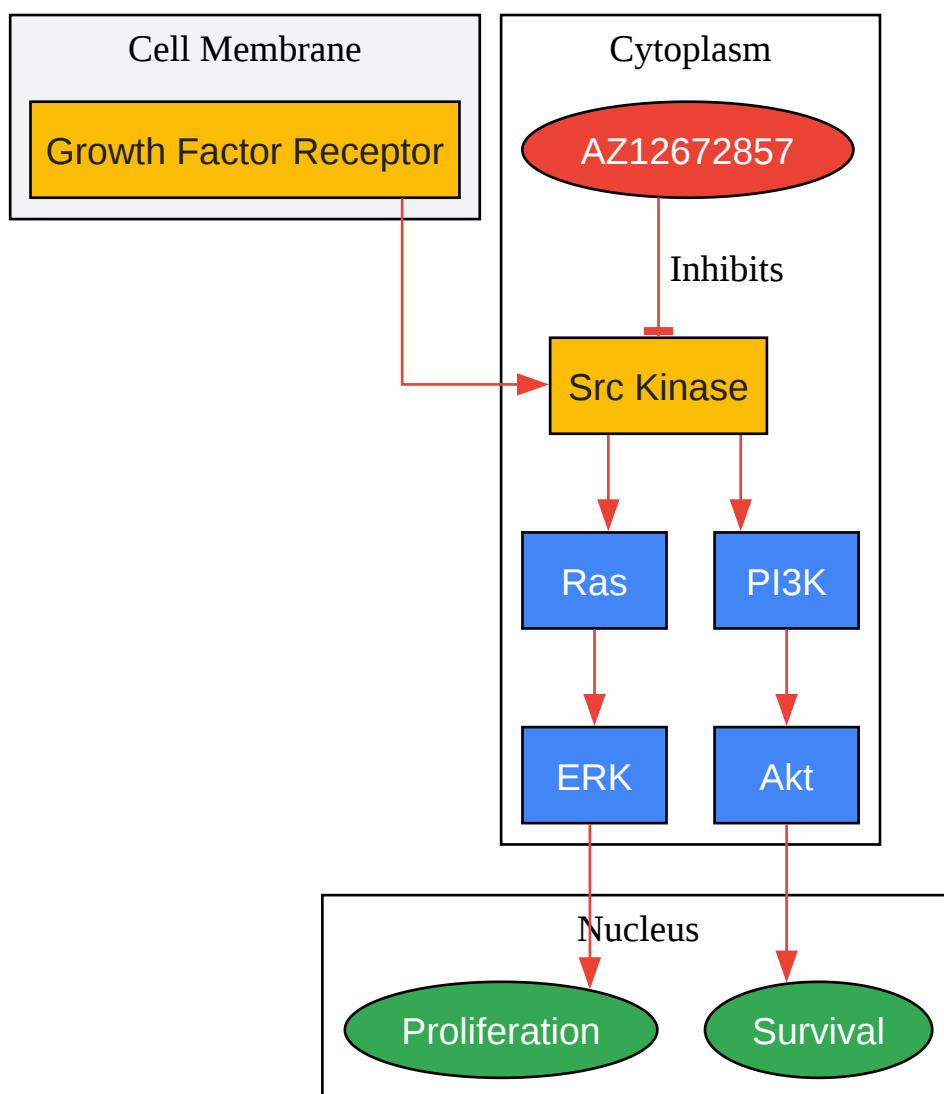 Cell Membrane
Growth Factor Receptor
Cytoplasm
AZ12672857
Inhibits
Src Kinase
Ras
PI3K
ERK
Akt
Nucleus
Proliferation
Survival